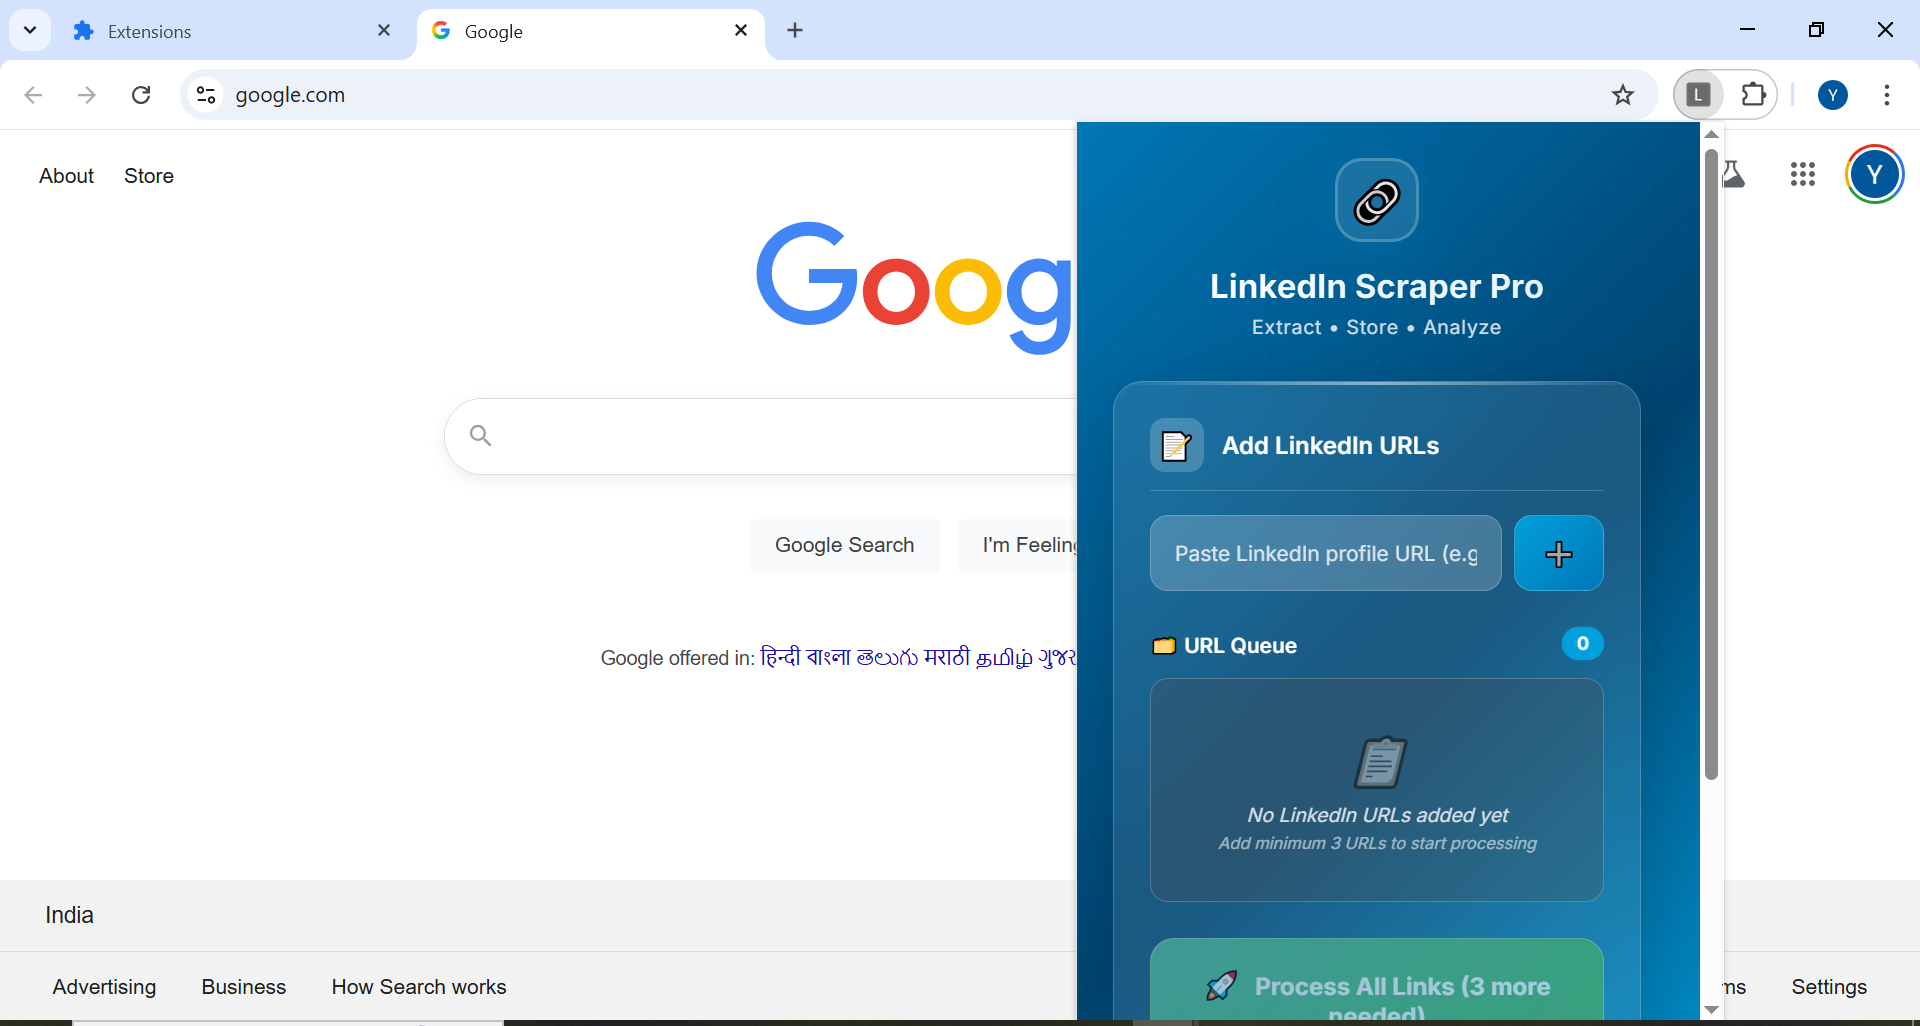 Extensions
Google
google.com
L
Y
About
Store
Y
Goog
LinkedIn Scraper Pro
Extract • Store • Analyze
Add LinkedIn URLs
Paste LinkedIn profile URL (e.g
Google Search
I'm Feeling
URL Queue
0
Google offered in: हिन्दी বাংলা తెలుగు मराठी தமிழ்
No LinkedIn URLs added yet
Add minimum 3 URLs to start processing
India
Process All Links (3 more
needed)
Advertising
Business
How Search works
ms
Settings